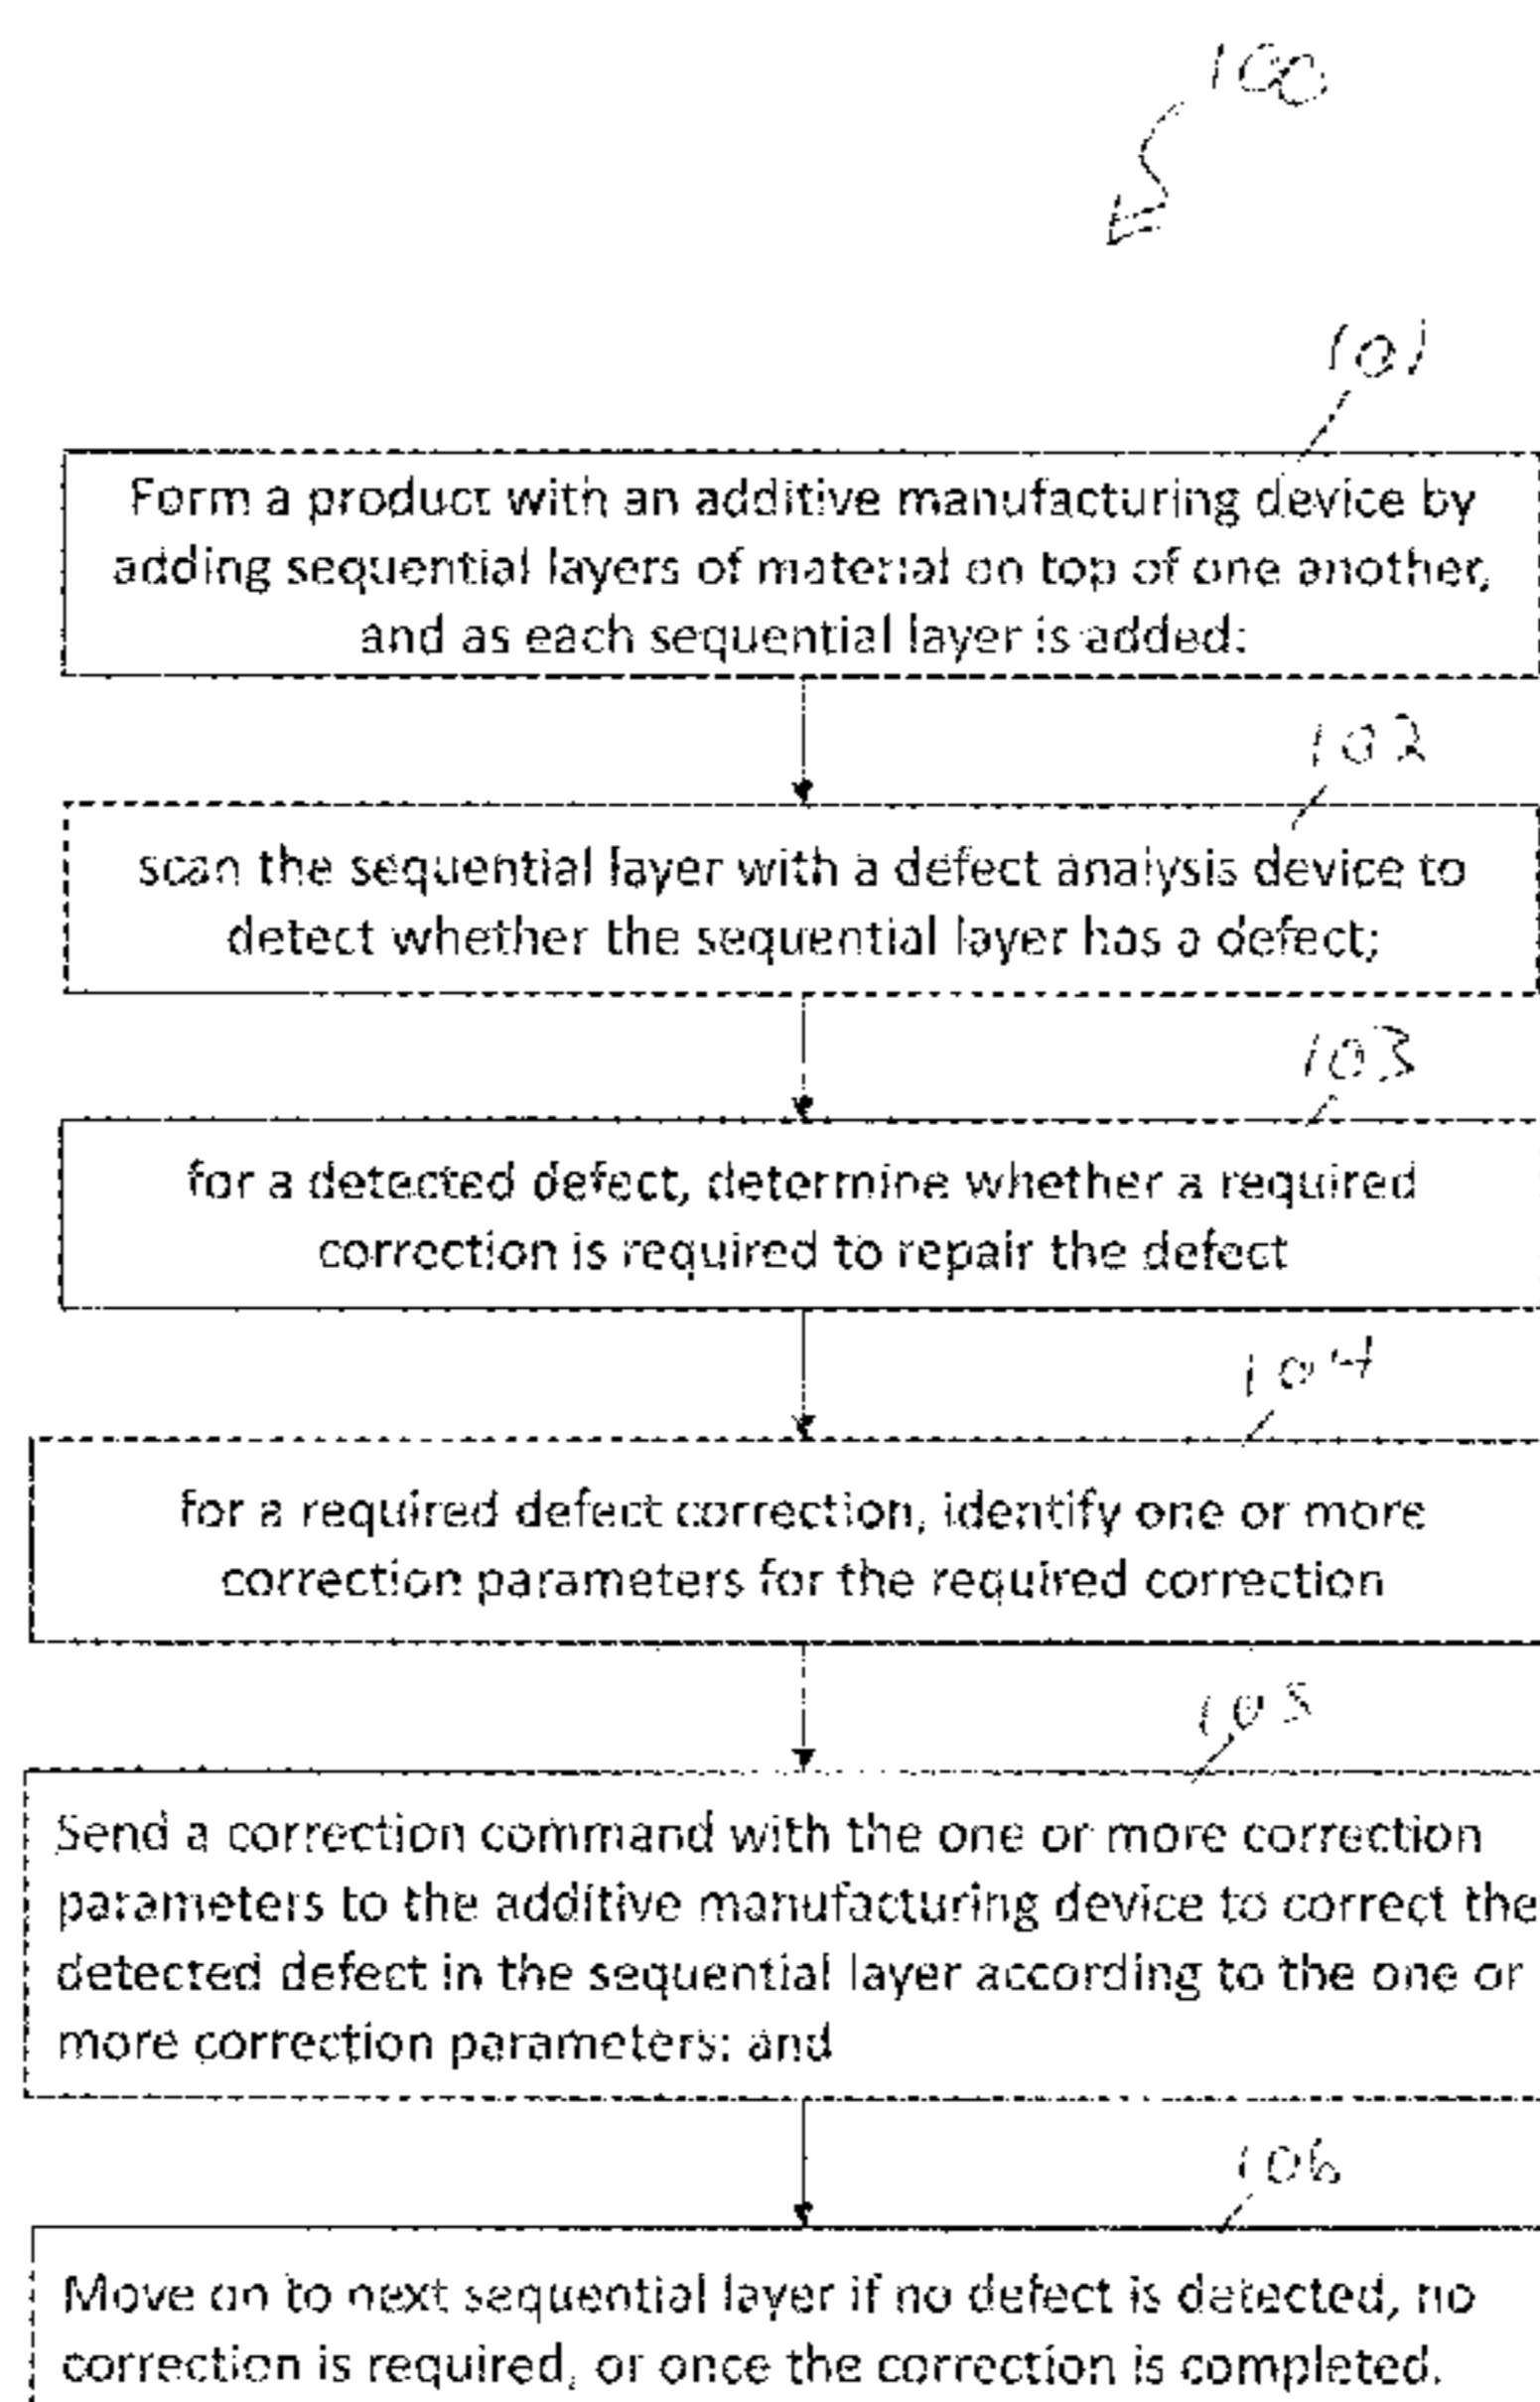 100
101
Form a product with an additive manufacturing device by
adding sequential layers of material on top of one another,
and as each sequential layer is added:
102
scan the sequential layer with a defect analysis device to
detect whether the sequential layer has a defect;
103
for a detected defect, determine whether a required
correction is required to repair the defect
104
for a required defect correction, identify one or more
correction parameters for the required correction
105
Send a correction command with the one or more correction
parameters to the additive manufacturing device to correct the
detected defect in the sequential layer according to the one or
more correction parameters; and
106
Move on to next sequential layer if no defect is detected, no
correction is required, or once the correction is completed.